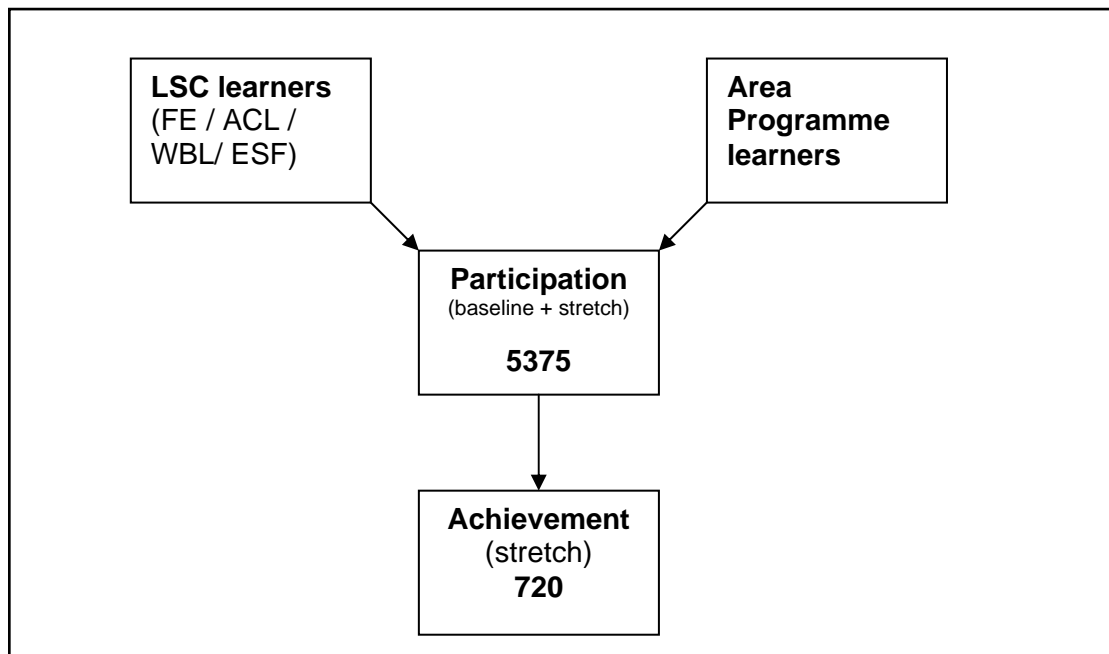 LSC learners
(FE / ACL /
WBL/ ESF)
Area
Programme
learners
Participation
(baseline + stretch)
5375
Achievement
(stretch)
720